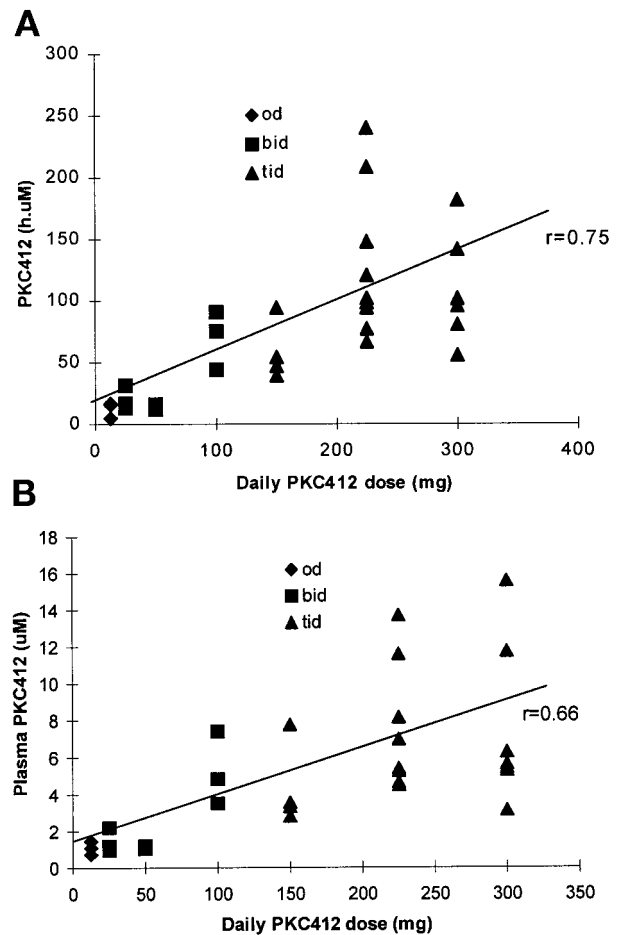 A
300
250
200
150
100
50
0
PKC412 (h.uM)
od
bid
tid
r=0.75
0 100 200 300 400
Daily PKC412 dose (mg)
B
18
16
14
12
10
8
6
4
2
0
Plasma PKC412 (uM)
od
bid
tid
r=0.66
0 50 100 150 200 250 300 350
Daily PKC412 dose (mg)